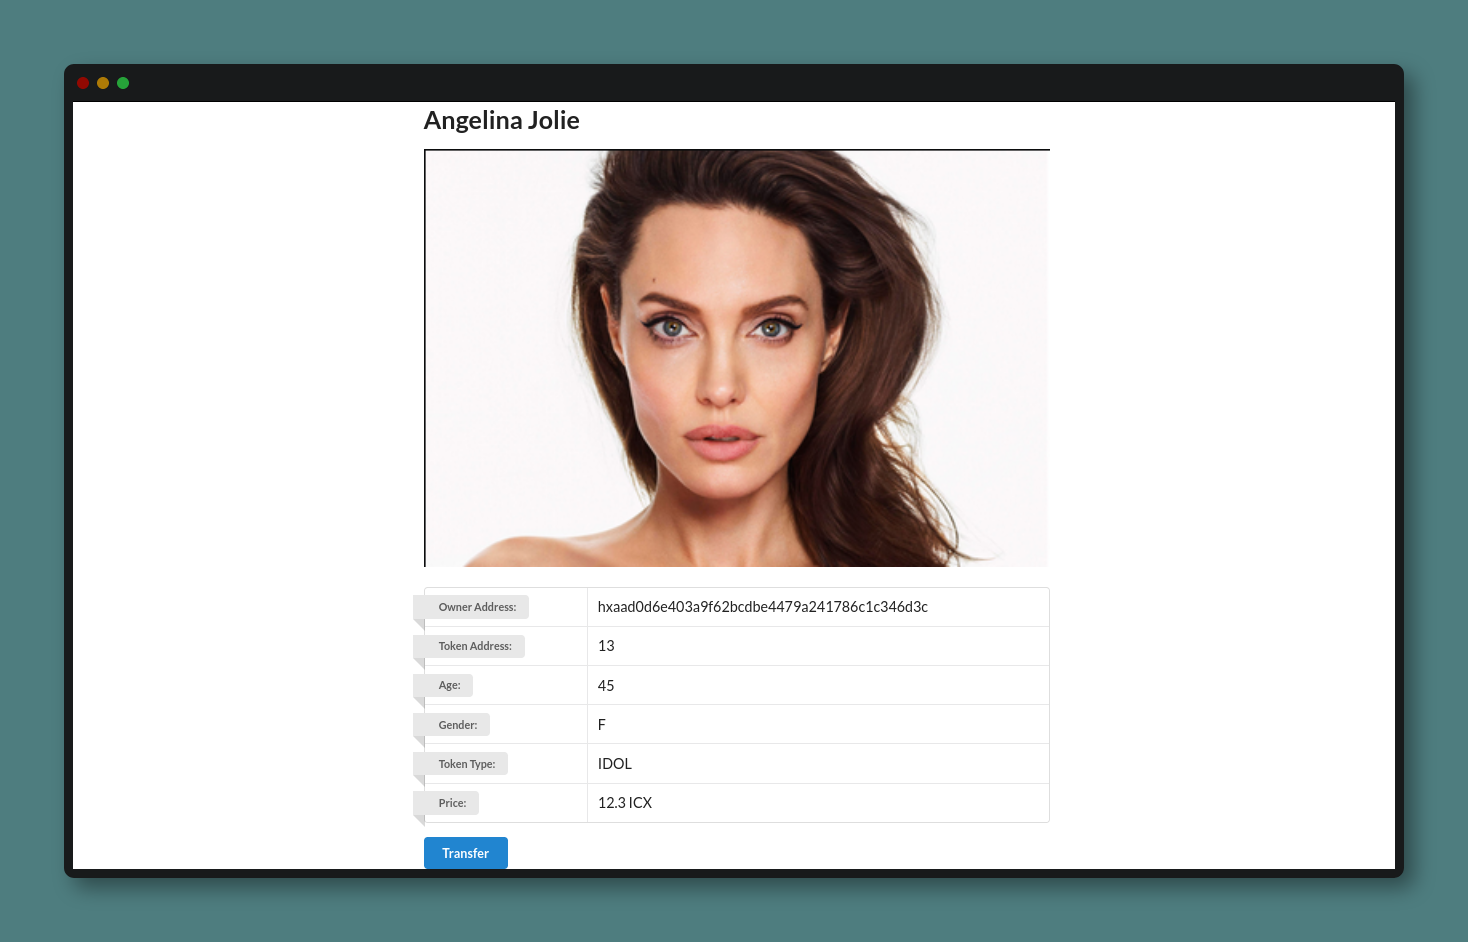 Angelina Jolie
Owner Address: hxaad0d6e403a9f62bcdbe4479a241786c1c346d3c
Token Address: 13
Age: 45
Gender: F
Token Type: IDOL
Price: 12.3 ICX
Transfer